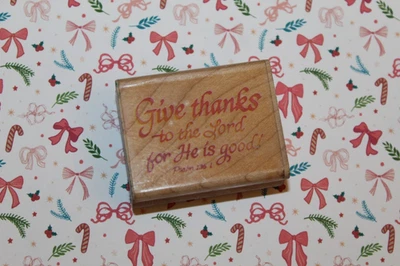 Give thanks
to the Lord
for He is good!